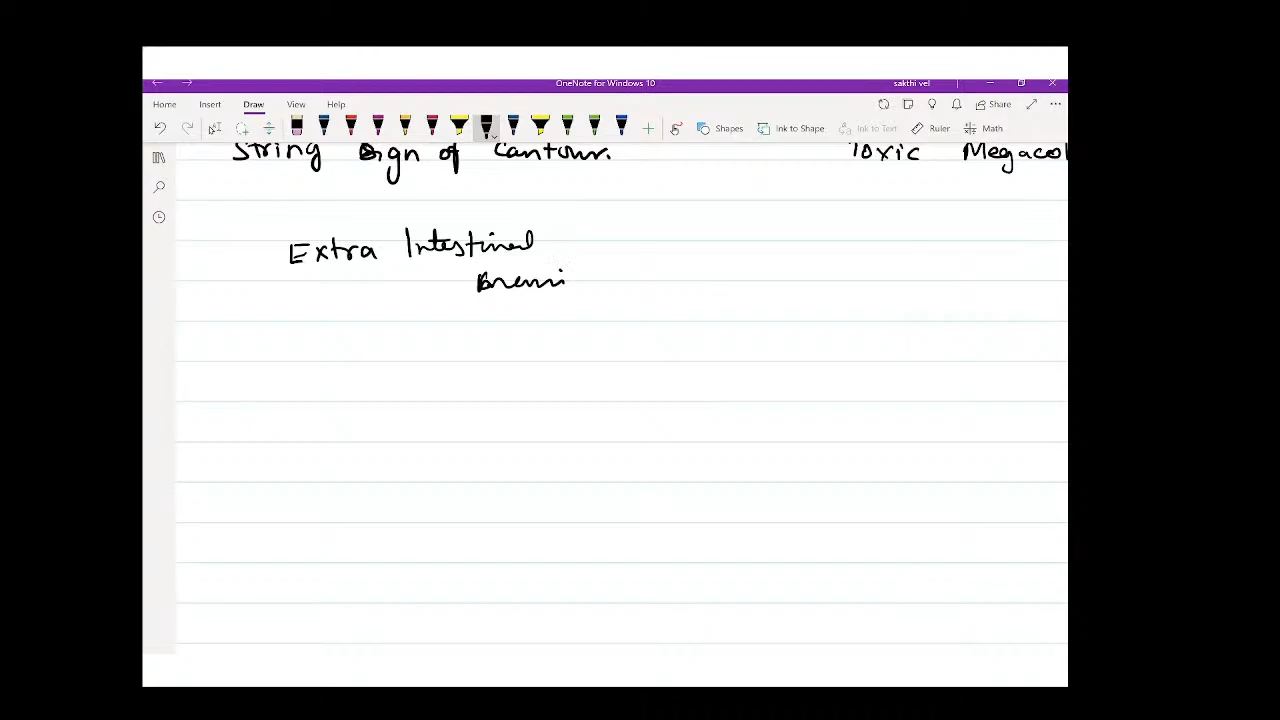 OneNote for Windows 10
sakthi vel
Home Insert Draw View Help
Share
Shapes Ink to Shape Ink to Text Ruler Math
String Sign of Cantour.
Toxic Megacol
Extra Intestinal